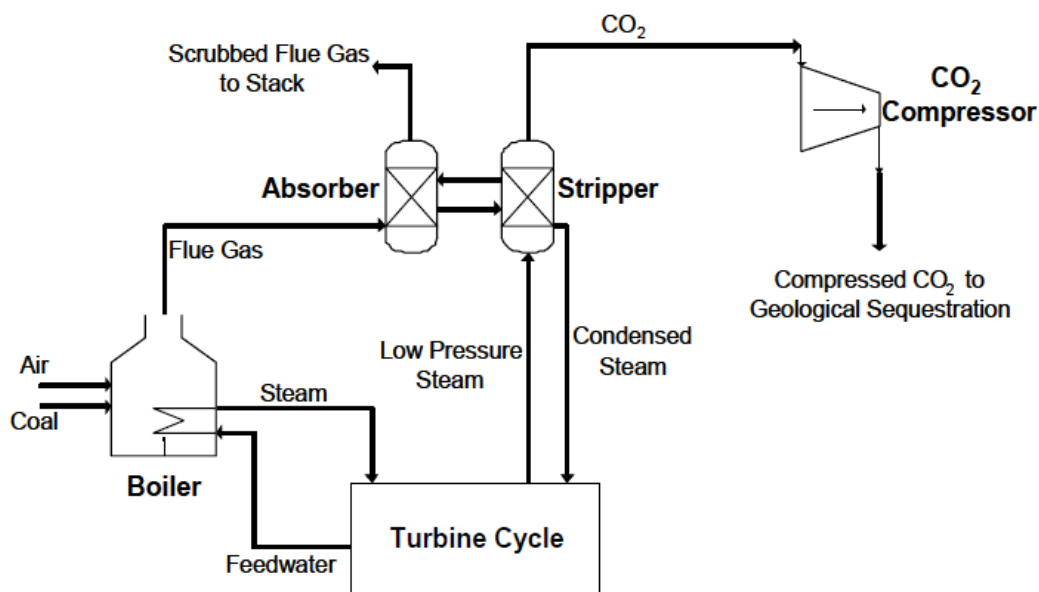 CO₂
Scrubbed Flue Gas
to Stack
CO₂
Compressor
Absorber
Stripper
Flue Gas
Compressed CO₂ to
Geological Sequestration
Low Pressure
Steam
Condensed
Steam
Air
Coal
Steam
Boiler
Turbine Cycle
Feedwater